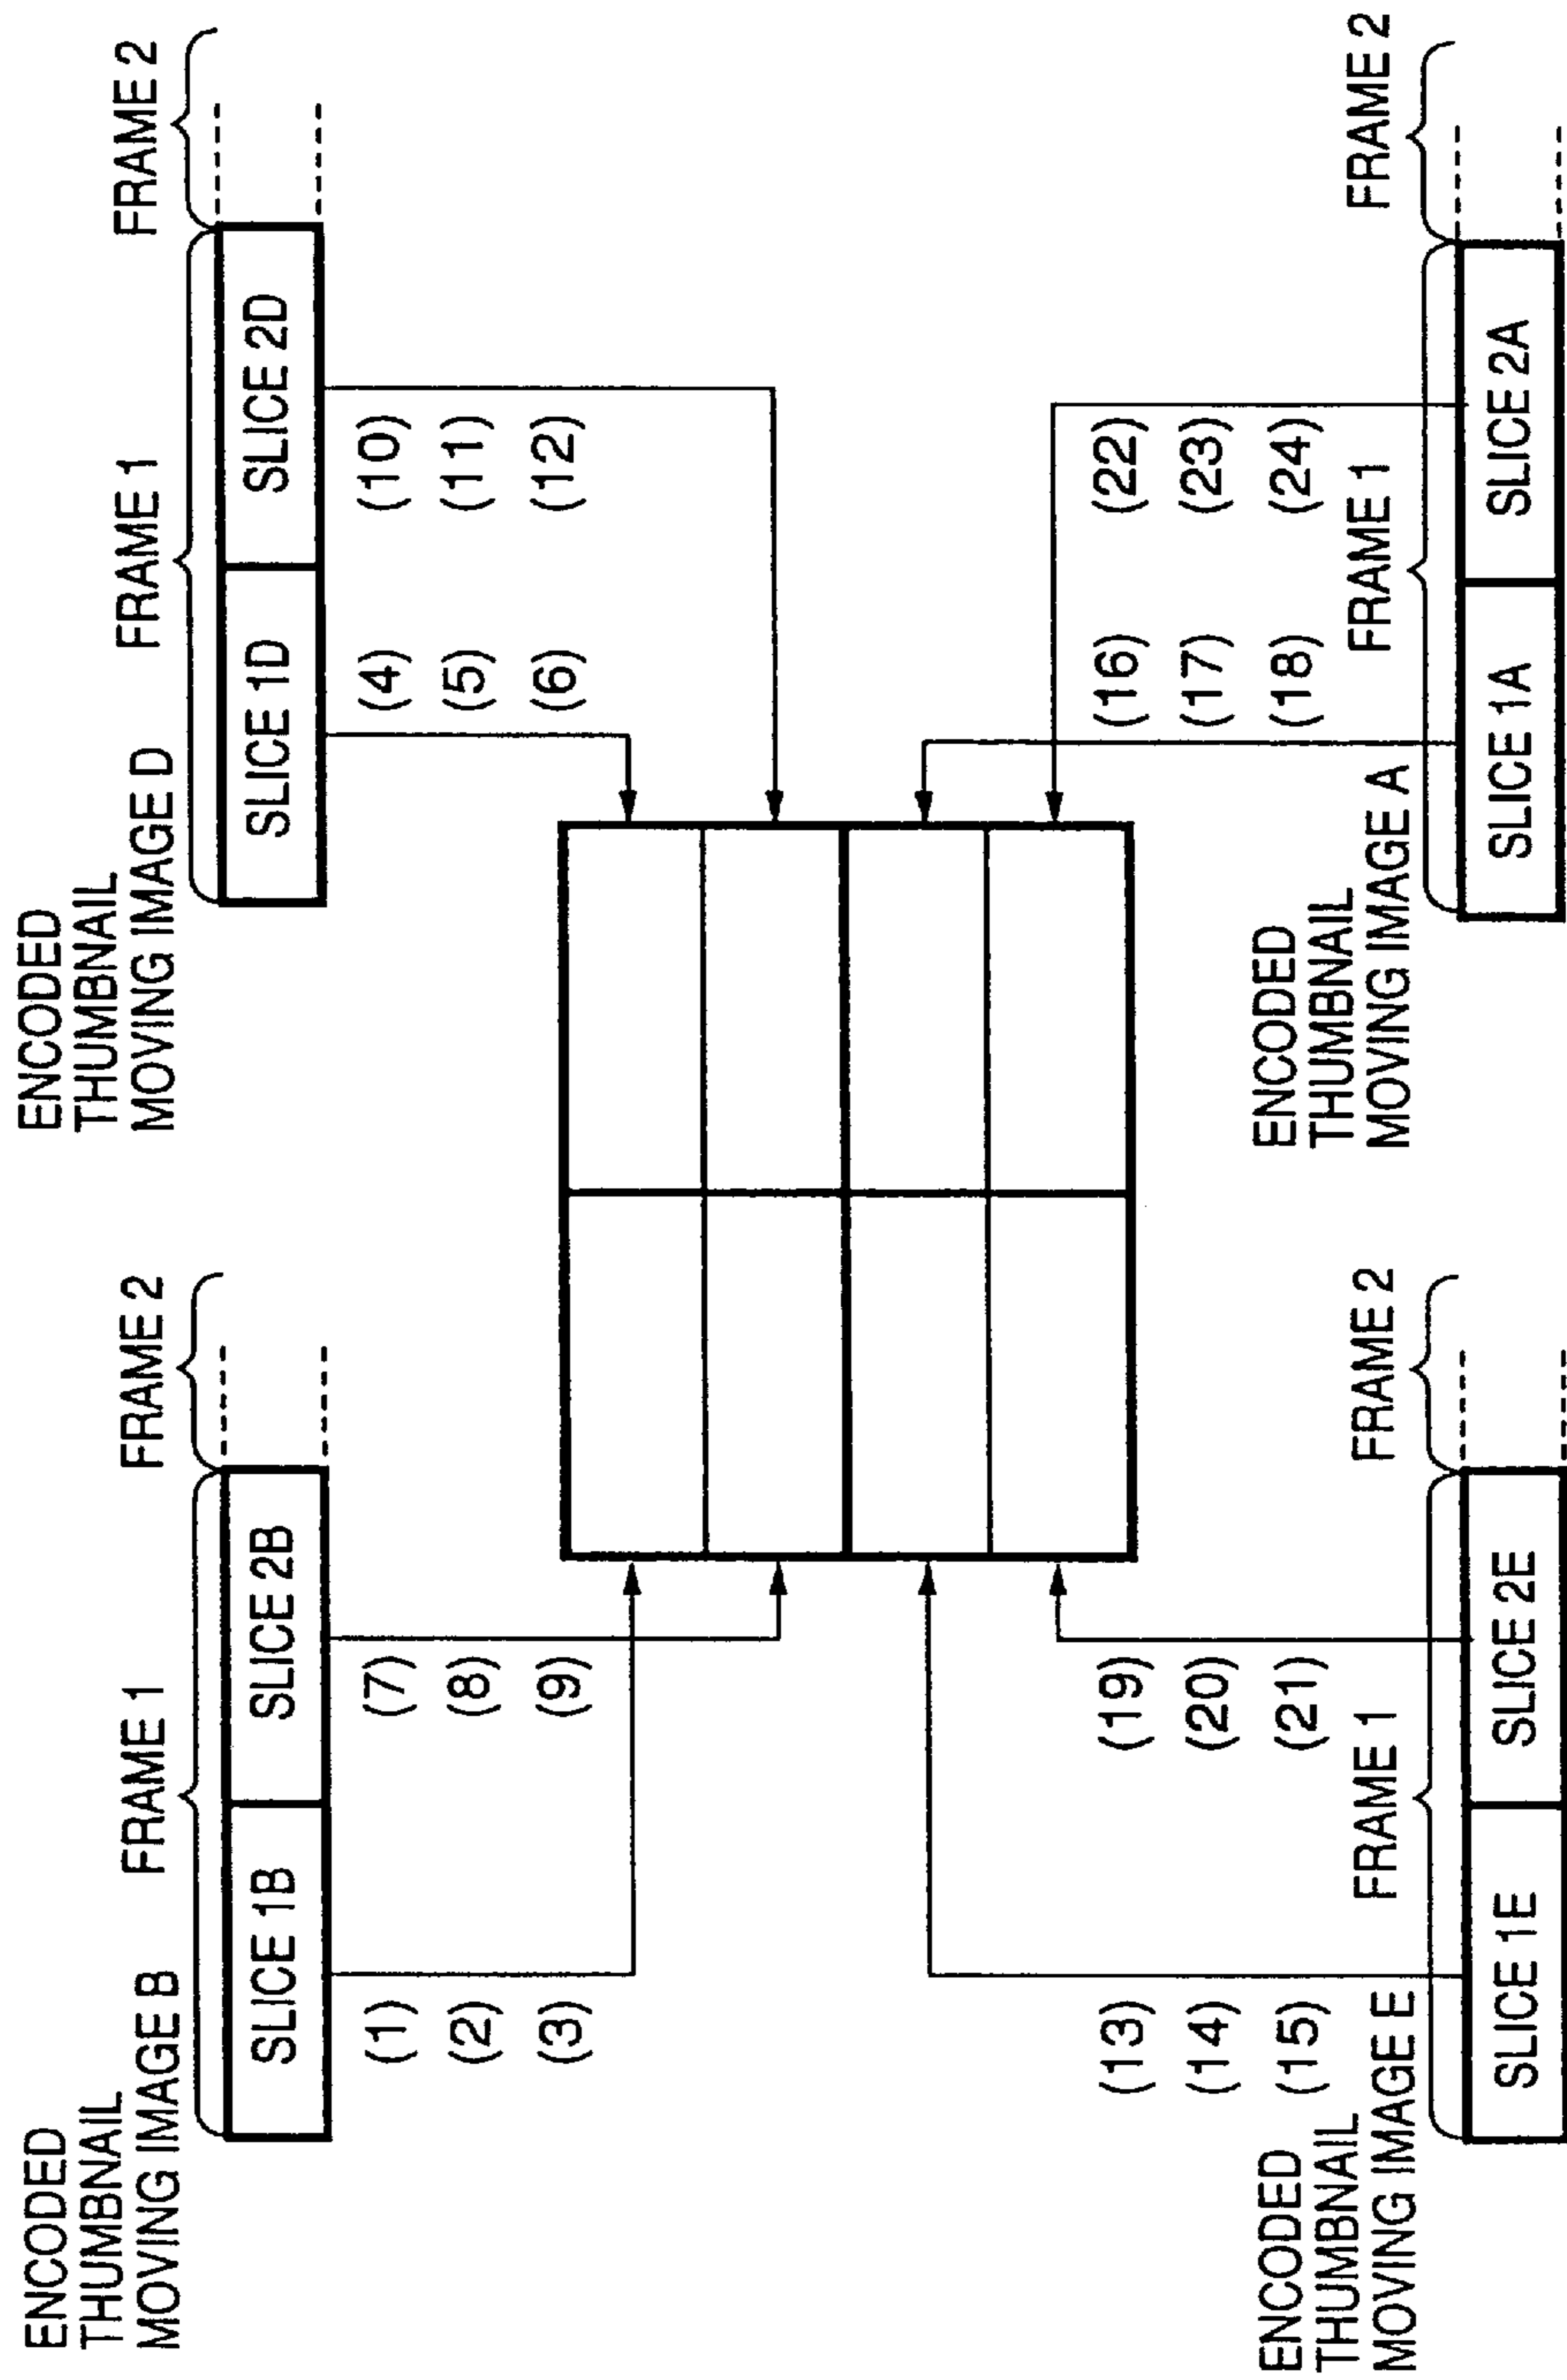 ENCODED
THUMBNAIL
MOVING IMAGE B
FRAME 1
FRAME 2
SLICE 1B
SLICE 2B
(1)
(2)
(3)
(7)
(8)
(9)
ENCODED
THUMBNAIL
MOVING IMAGE D
FRAME 1
FRAME 2
SLICE 1D
SLICE 2D
(4)
(5)
(6)
(10)
(11)
(12)
(13)
(14)
(15)
(19)
(20)
(21)
ENCODED
THUMBNAIL
MOVING IMAGE E
FRAME 1
FRAME 2
SLICE 1E
SLICE 2E
(16)
(17)
(18)
(22)
(23)
(24)
ENCODED
THUMBNAIL
MOVING IMAGE A
FRAME 1
FRAME 2
SLICE 1A
SLICE 2A